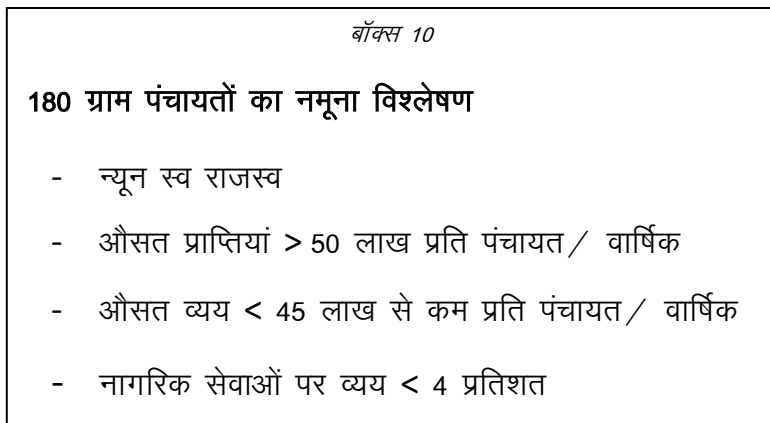 बॉक्स 10
180 ग्राम पंचायतों का नमूना विश्लेषण
- न्यून स्व राजस्व
- औसत प्राप्तियां > 50 लाख प्रति पंचायत / वार्षिक
- औसत व्यय < 45 लाख से कम प्रति पंचायत / वार्षिक
- नागरिक सेवाओं पर व्यय < 4 प्रतिशत